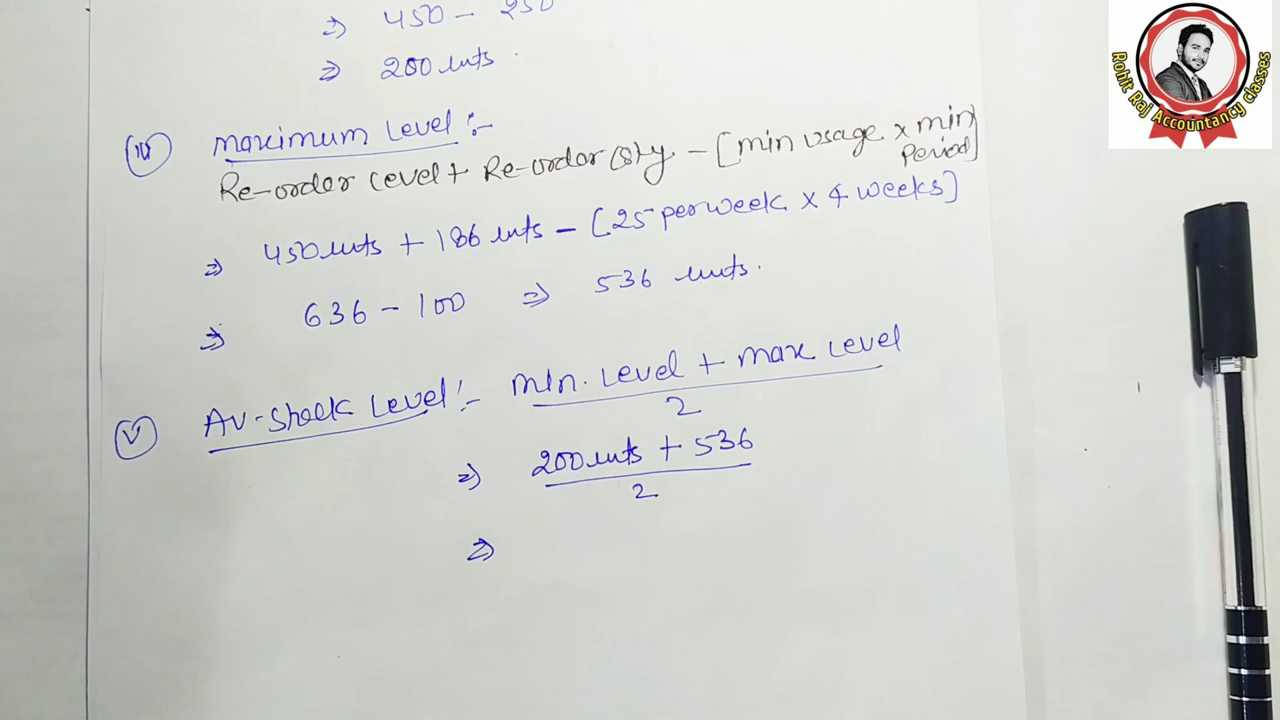 ⇒ 450 - 250
⇒ 200 units
(iv) Maximum Level :-
Re-order Level + Re-order Qty - [min usage × min Period]
⇒ 450 units + 186 units - [25 per week × 4 weeks]
⇒ 636 - 100 ⇒ 536 units.
(v) Av-Stock Level :- Min. Level + Max Level
2
⇒ 200 units + 536
2
⇒
Rohit Raj Accountancy classes